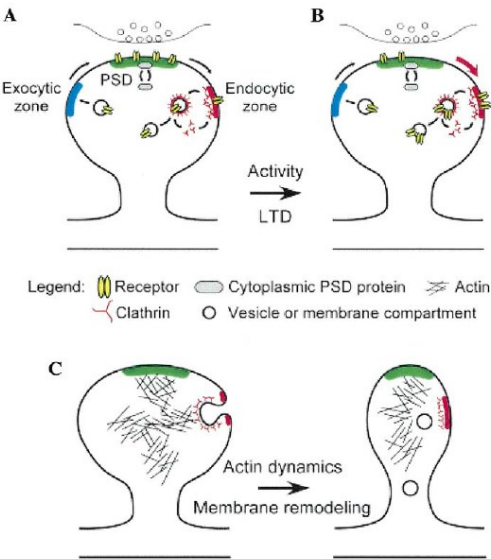 A
B
PSD
Exocytic
zone
Endocytic
zone
Activity
LTD
Legend: Receptor Cytoplasmic PSD protein Actin
Clathrin Vesicle or membrane compartment
C
Actin dynamics
Membrane remodeling